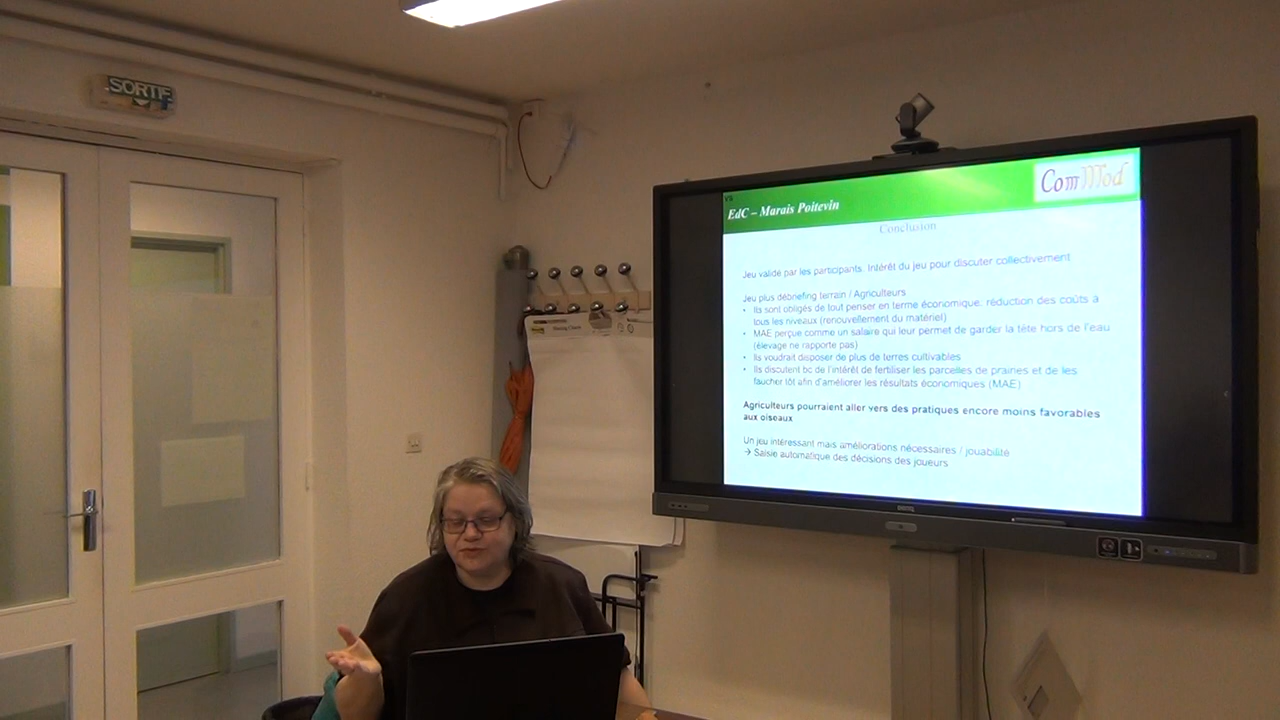 SORTIE
ComMod
EdC – Marais Poitevin
Conclusion
Jeu validé par les participants. Intérêt du jeu pour discuter collectivement
Jeu plus débriefing terrain / Agriculteurs
• Ils sont obligés de tout penser en terme économique: réduction des coûts à
tous les niveaux (renouvellement du matériel)
• MAE perçue comme un salaire qui leur permet de garder la tête hors de l'eau
(élevage ne rapporte pas)
• Ils voudrait disposer de plus de terres cultivables
• Ils discutent bc de l'intérêt de fertiliser les parcelles de praines et de les
faucher tôt afin d'améliorer les résultats économiques (MAE)
Agriculteurs pourraient aller vers des pratiques encore moins favorables
aux oiseaux
Un jeu intéressant mais améliorations nécessaires / jouabilité
→ Saisie automatique des décisions des joueurs
BenQ